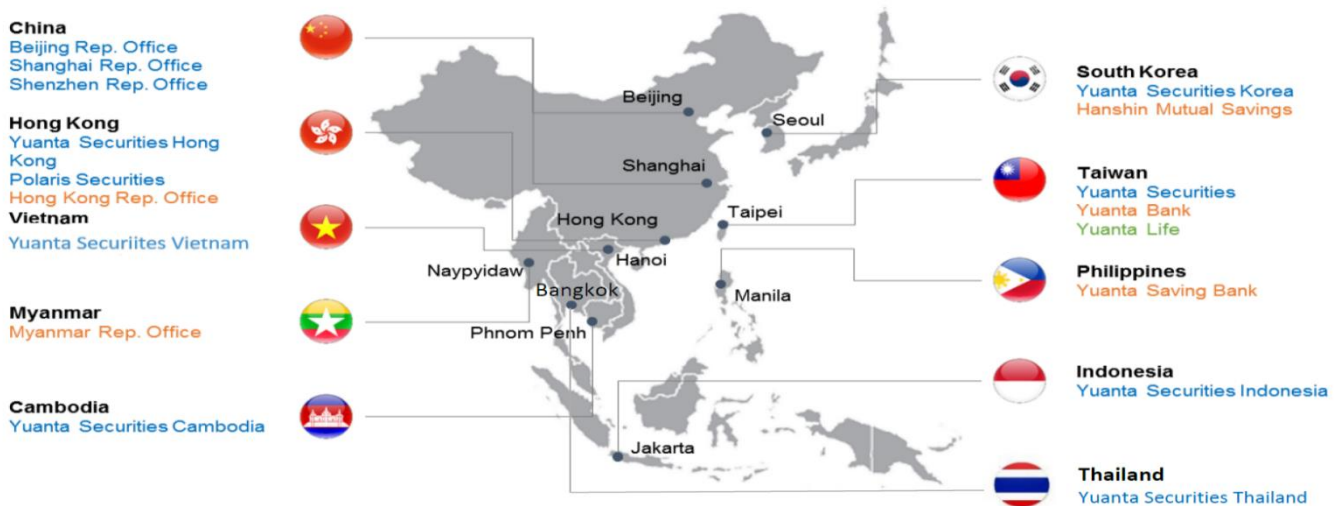 China
Beijing Rep. Office
Shanghai Rep. Office
Shenzhen Rep. Office
Hong Kong
Yuanta Securities Hong
Kong
Polaris Securities
Hong Kong Rep. Office
Vietnam
Yuanta Securiites Vietnam
Myanmar
Myanmar Rep. Office
Cambodia
Yuanta Securities Cambodia
Beijing
Seoul
Shanghai
Hong Kong
Taipei
Hanoi
Naypyidaw
Bangkok
Manila
Phnom Penh
Jakarta
South Korea
Yuanta Securities Korea
Hanshin Mutual Savings
Taiwan
Yuanta Securities
Yuanta Bank
Yuanta Life
Philippines
Yuanta Saving Bank
Indonesia
Yuanta Securities Indonesia
Thailand
Yuanta Securities Thailand